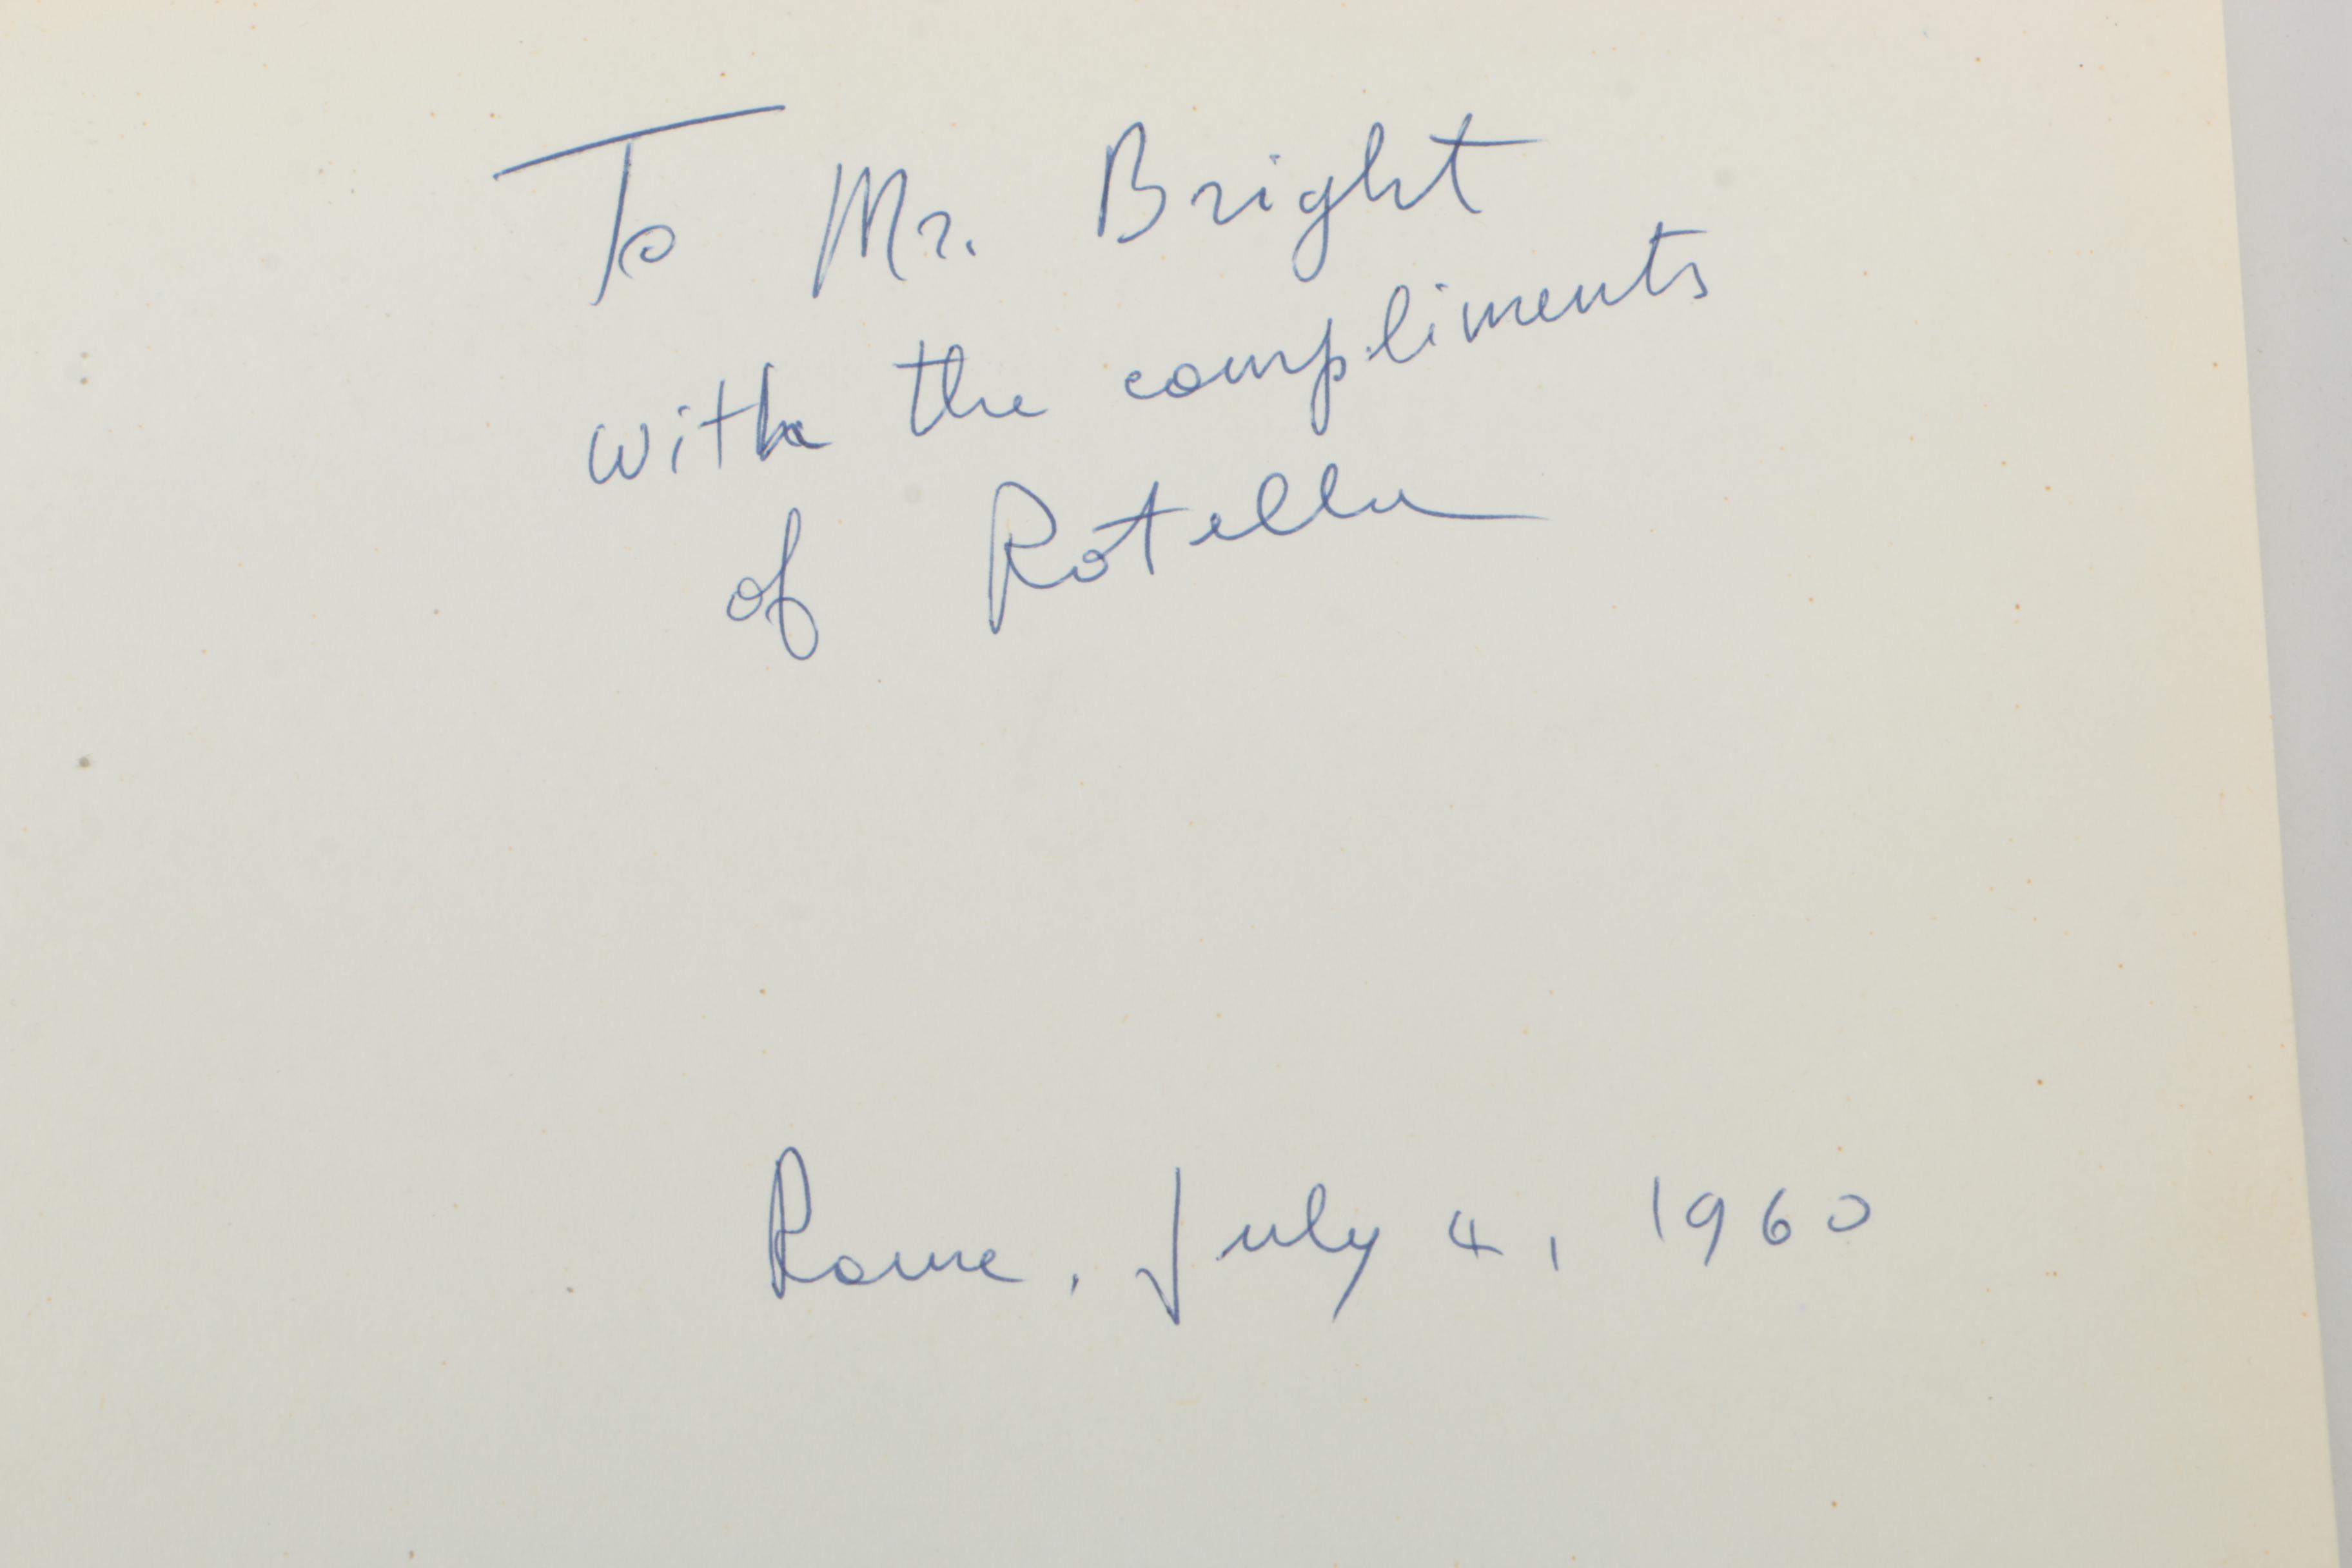 To Mr. Bright
with the compliments
of Rotella
Rome, July 4, 1960